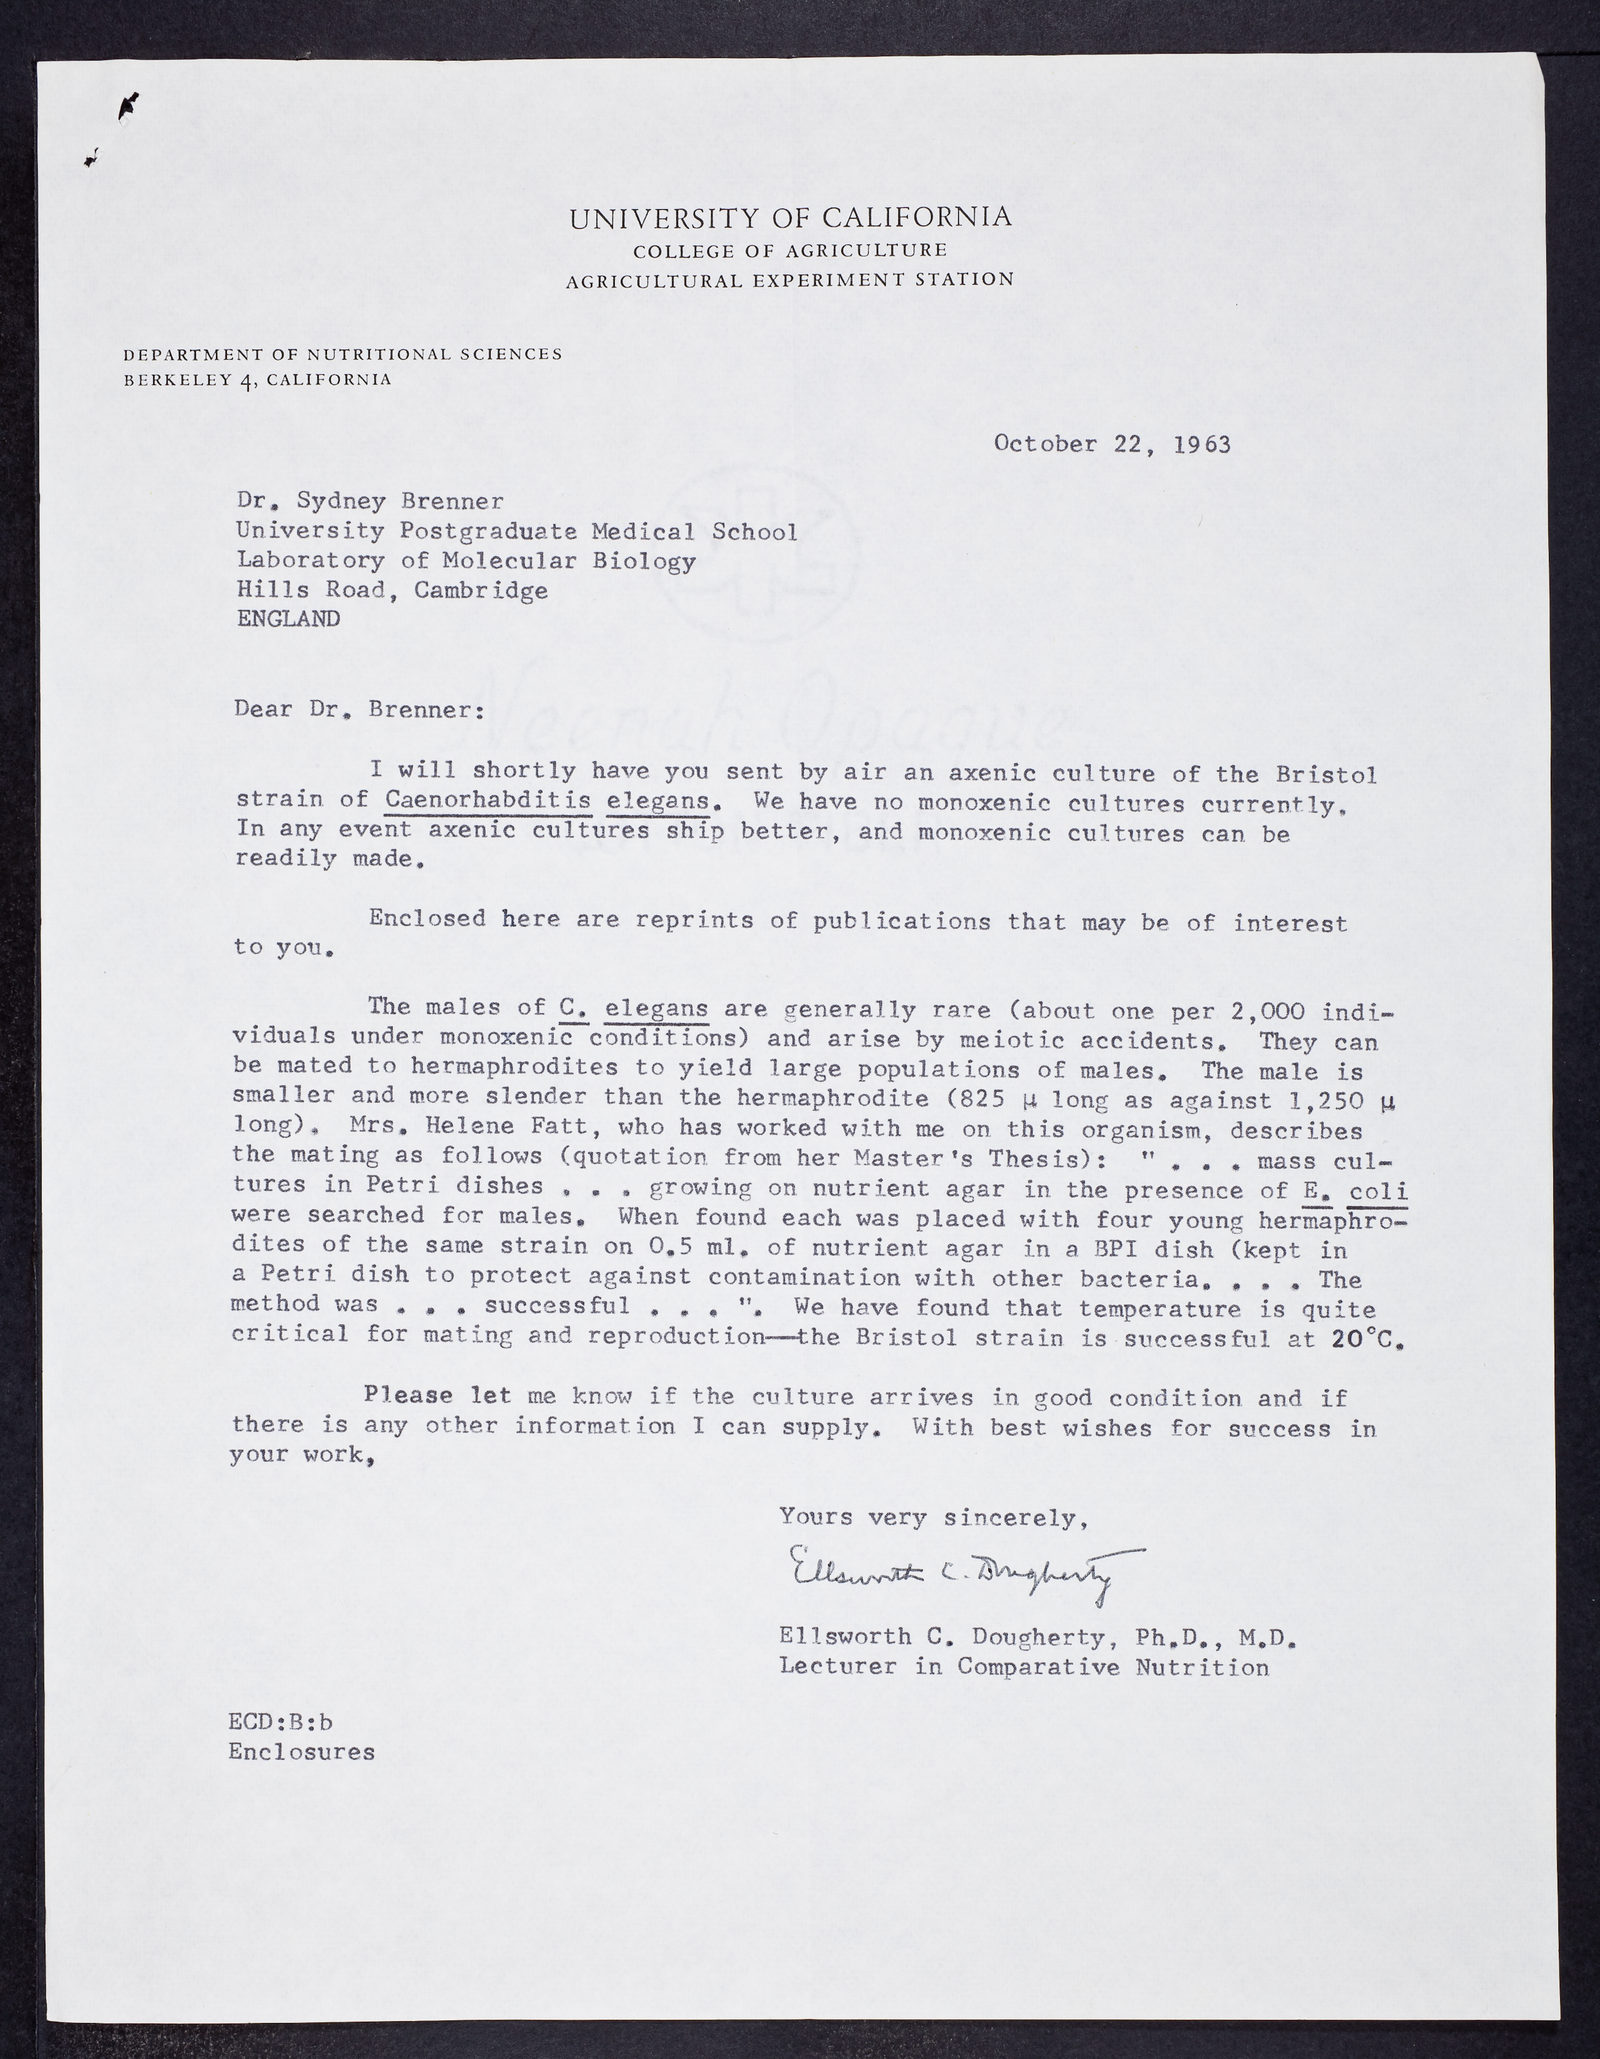 UNIVERSITY OF CALIFORNIA
COLLEGE OF AGRICULTURE
AGRICULTURAL EXPERIMENT STATION
DEPARTMENT OF NUTRITIONAL SCIENCES
BERKELEY 4, CALIFORNIA
October 22, 1963
Dr. Sydney Brenner
University Postgraduate Medical School
Laboratory of Molecular Biology
Hills Road, Cambridge
ENGLAND
Dear Dr. Brenner:
I will shortly have you sent by air an axenic culture of the Bristol
strain of Caenorhabditis elegans. We have no monoxenic cultures currently.
In any event axenic cultures ship better, and monoxenic cultures can be
readily made.
Enclosed here are reprints of publications that may be of interest
to you.
The males of C. elegans are generally rare (about one per 2,000 indi-
viduals under monoxenic conditions) and arise by meiotic accidents. They can
be mated to hermaphrodites to yield large populations of males. The male is
smaller and more slender than the hermaphrodite (825 µ long as against 1,250 µ
long). Mrs. Helene Fatt, who has worked with me on this organism, describes
the mating as follows (quotation from her Master's Thesis): " . . . mass cul-
tures in Petri dishes . . . growing on nutrient agar in the presence of E. coli
were searched for males. When found each was placed with four young hermaphro-
dites of the same strain on 0.5 ml. of nutrient agar in a BPI dish (kept in
a Petri dish to protect against contamination with other bacteria. . . . The
method was . . . successful . . . ". We have found that temperature is quite
critical for mating and reproduction—the Bristol strain is successful at 20°C.
Please let me know if the culture arrives in good condition and if
there is any other information I can supply. With best wishes for success in
your work,
Yours very sincerely,
Ellsworth C. Dougherty
Ellsworth C. Dougherty, Ph.D., M.D.
Lecturer in Comparative Nutrition
ECD:B:b
Enclosures